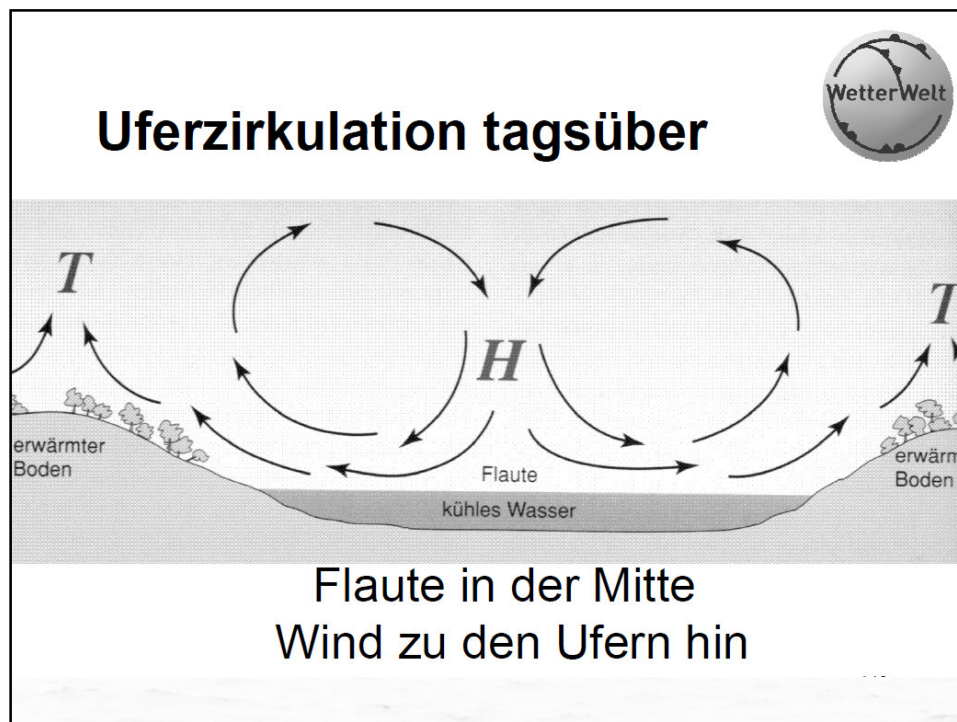 WetterWelt
Uferzirkulation tagsüber
T
T
H
erwärmter
Boden
Flaute
kühles Wasser
erwärm
Boden
Flaute in der Mitte
Wind zu den Ufern hin